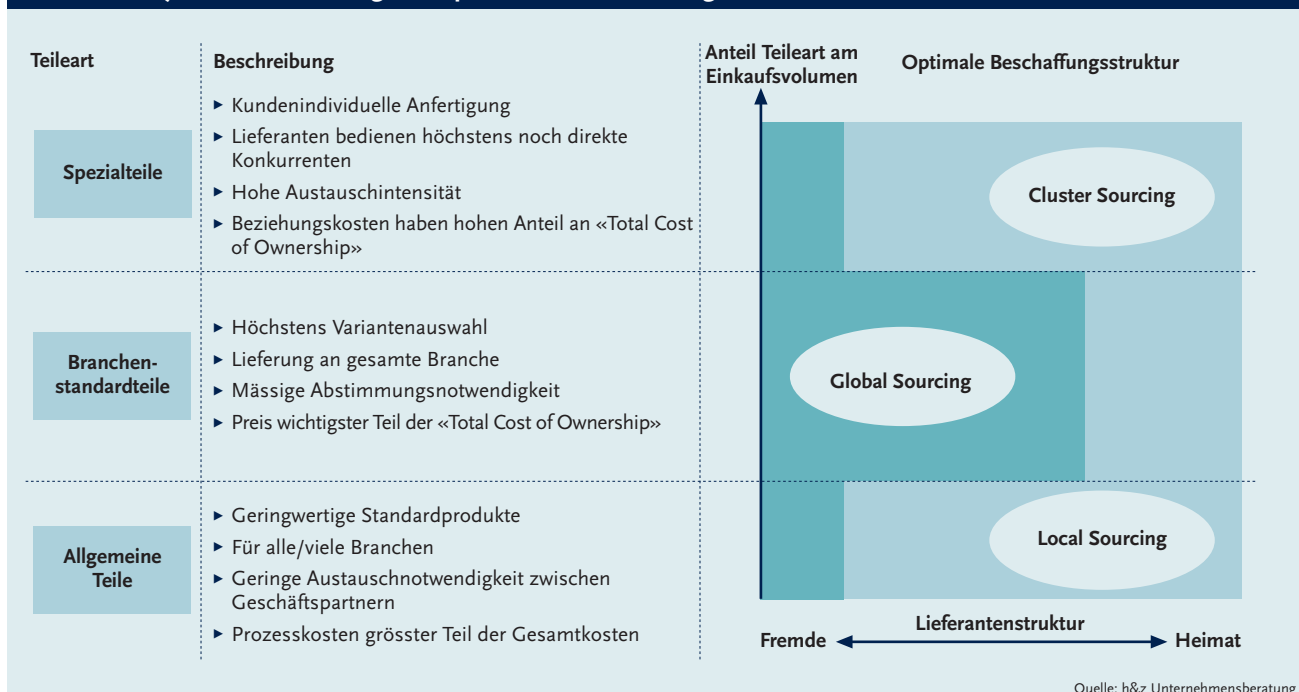 Teileart
Beschreibung
Anteil Teileart am
Einkaufsvolumen
Optimale Beschaffungsstruktur
Spezialteile
▸ Kundenindividuelle Anfertigung
▸ Lieferanten bedienen höchstens noch direkte
Konkurrenten
▸ Hohe Austauschintensität
▸ Beziehungskosten haben hohen Anteil an «Total Cost
of Ownership»
Cluster Sourcing
Branchen-
standardteile
▸ Höchstens Variantenauswahl
▸ Lieferung an gesamte Branche
▸ Mässige Abstimmungsnotwendigkeit
▸ Preis wichtigster Teil der «Total Cost of Ownership»
Global Sourcing
Allgemeine
Teile
▸ Geringwertige Standardprodukte
▸ Für alle/viele Branchen
▸ Geringe Austauschnotwendigkeit zwischen
Geschäftspartnern
▸ Prozesskosten grösster Teil der Gesamtkosten
Local Sourcing
Lieferantenstruktur
Fremde
Heimat
Quelle: h&z Unternehmensberatung